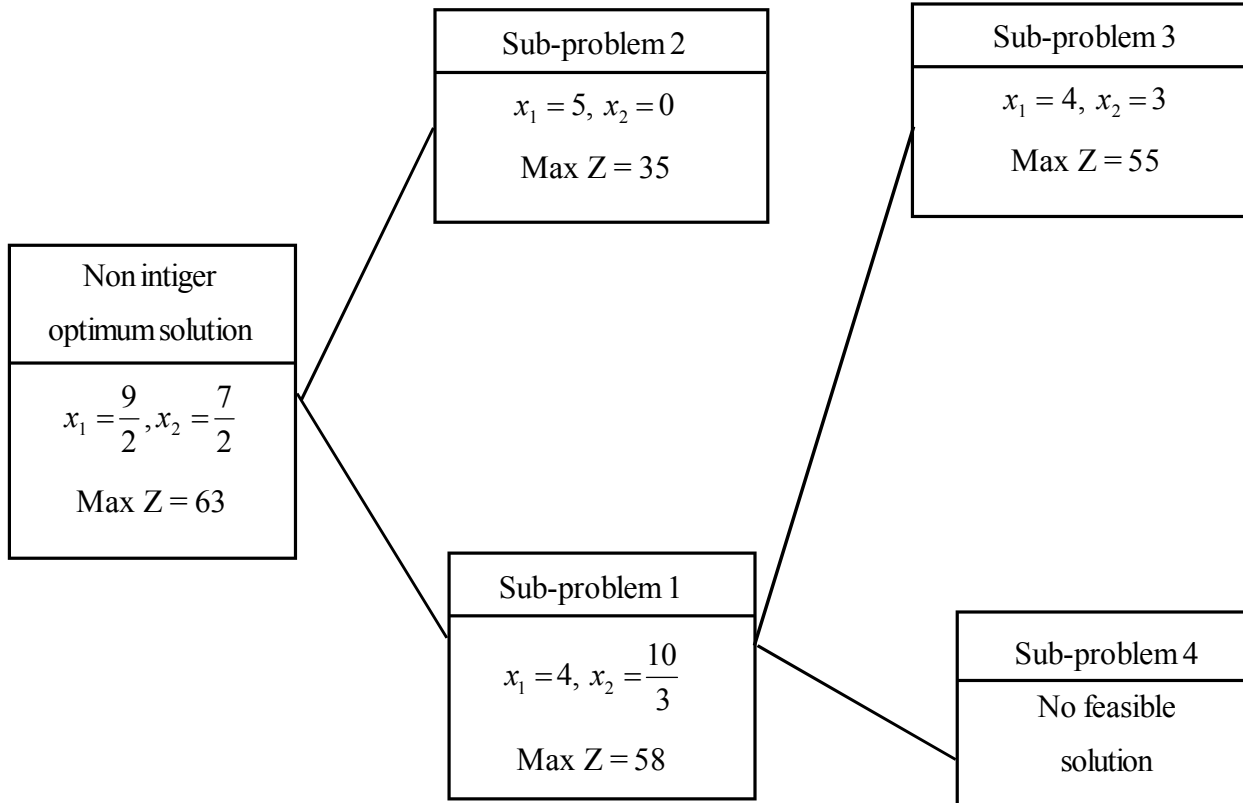 Sub-problem 2
x₁ = 5, x₂ = 0
Max Z = 35
Sub-problem 3
x₁ = 4, x₂ = 3
Max Z = 55
Non intiger
optimum solution
x₁ = 9/2, x₂ = 7/2
Max Z = 63
Sub-problem 1
x₁ = 4, x₂ = 10/3
Max Z = 58
Sub-problem 4
No feasible
solution